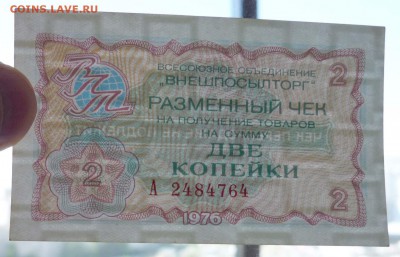 COINS.LAVE.RU
ВПТ
ВСЕСОЮЗНОЕ ОБЪЕДИНЕНИЕ
"ВНЕШПОСЫЛТОРГ"
2
РАЗМЕННЫЙ ЧЕК
НА ПОЛУЧЕНИЕ ТОВАРОВ
НА СУММУ
ДВЕ
КОПЕЙКИ
2
А 2484764
2
1976